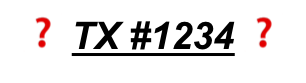 ❓ TX #1234 ❓